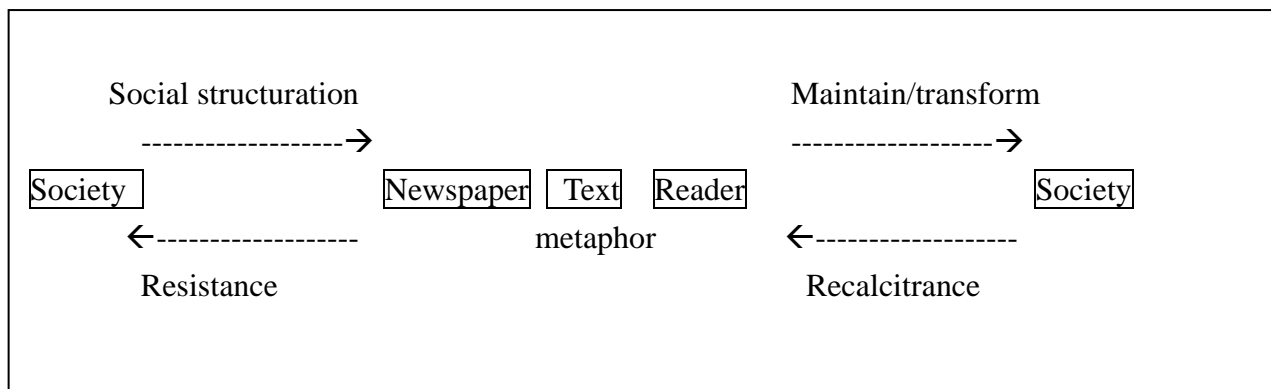 Social structuration Maintain/transform
-------------------→ -------------------→
Society Newspaper Text Reader Society
←------------------- metaphor ←-------------------
Resistance Recalcitrance